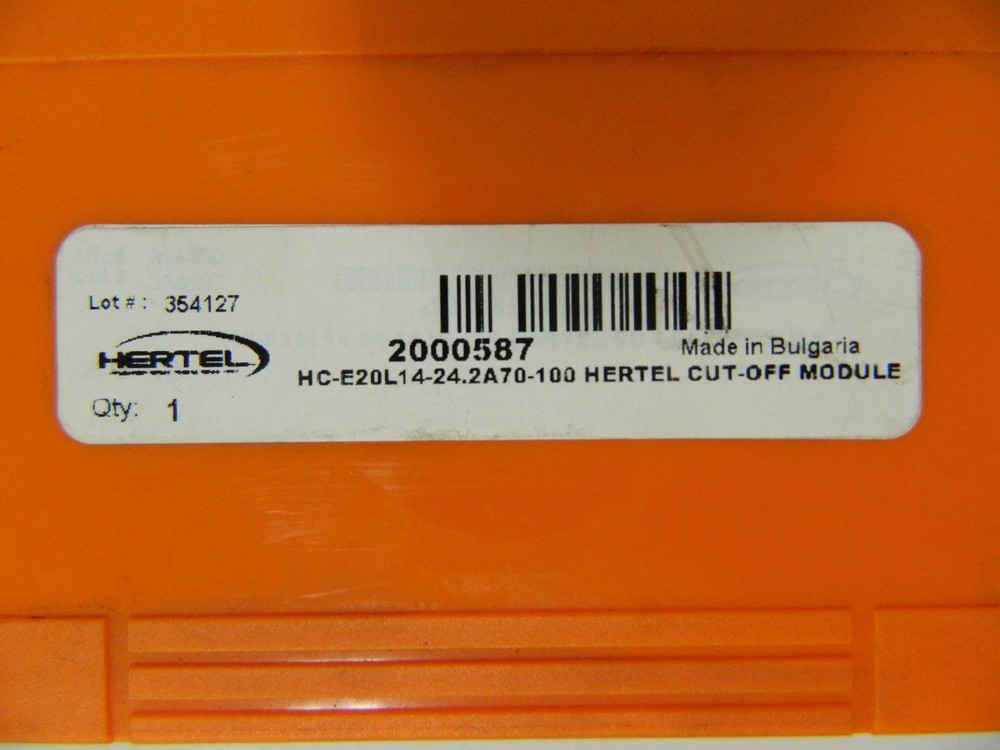 Lot # : 354127
HERTEL
2000587
Made in Bulgaria
HC-E20L14-24.2A70-100 HERTEL CUT-OFF MODULE
Qty: 1